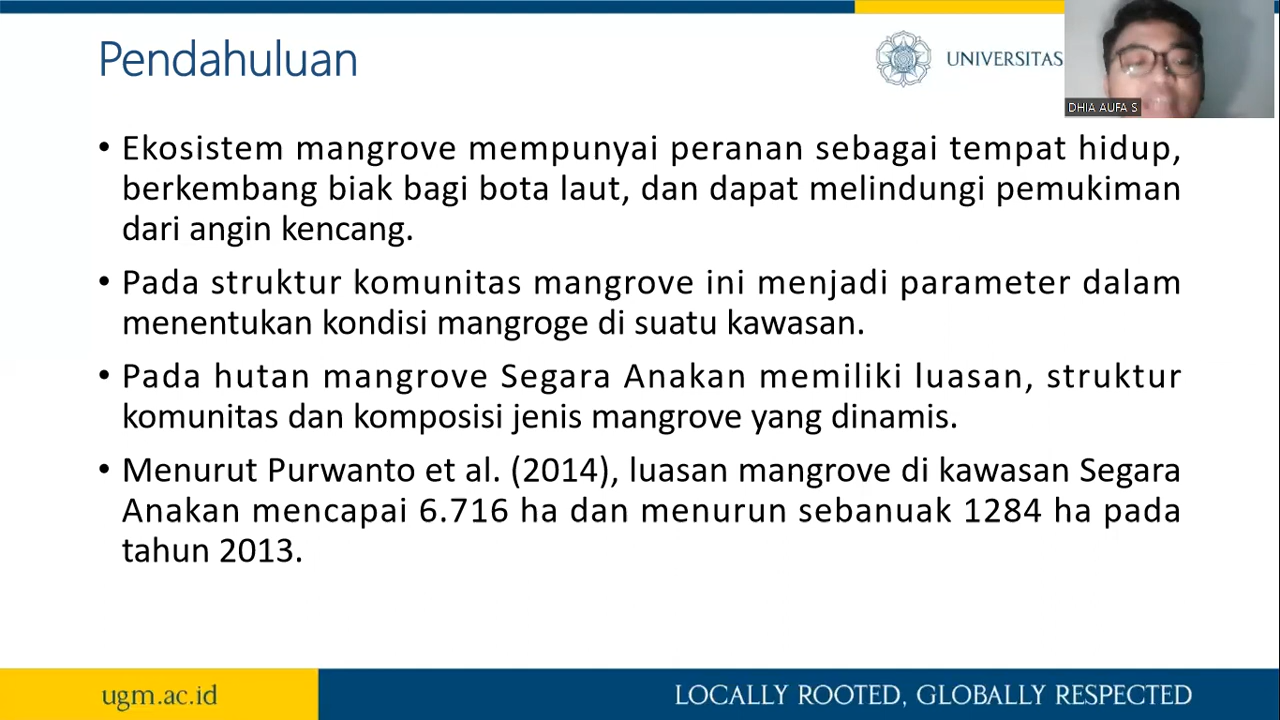 Pendahuluan
UNIVERSITAS
DHIA AUFA S
• Ekosistem mangrove mempunyai peranan sebagai tempat hidup,
berkembang biak bagi bota laut, dan dapat melindungi pemukiman
dari angin kencang.
• Pada struktur komunitas mangrove ini menjadi parameter dalam
menentukan kondisi mangroge di suatu kawasan.
• Pada hutan mangrove Segara Anakan memiliki luasan, struktur
komunitas dan komposisi jenis mangrove yang dinamis.
• Menurut Purwanto et al. (2014), luasan mangrove di kawasan Segara
Anakan mencapai 6.716 ha dan menurun sebanuak 1284 ha pada
tahun 2013.
ugm.ac.id
LOCALLY ROOTED, GLOBALLY RESPECTED